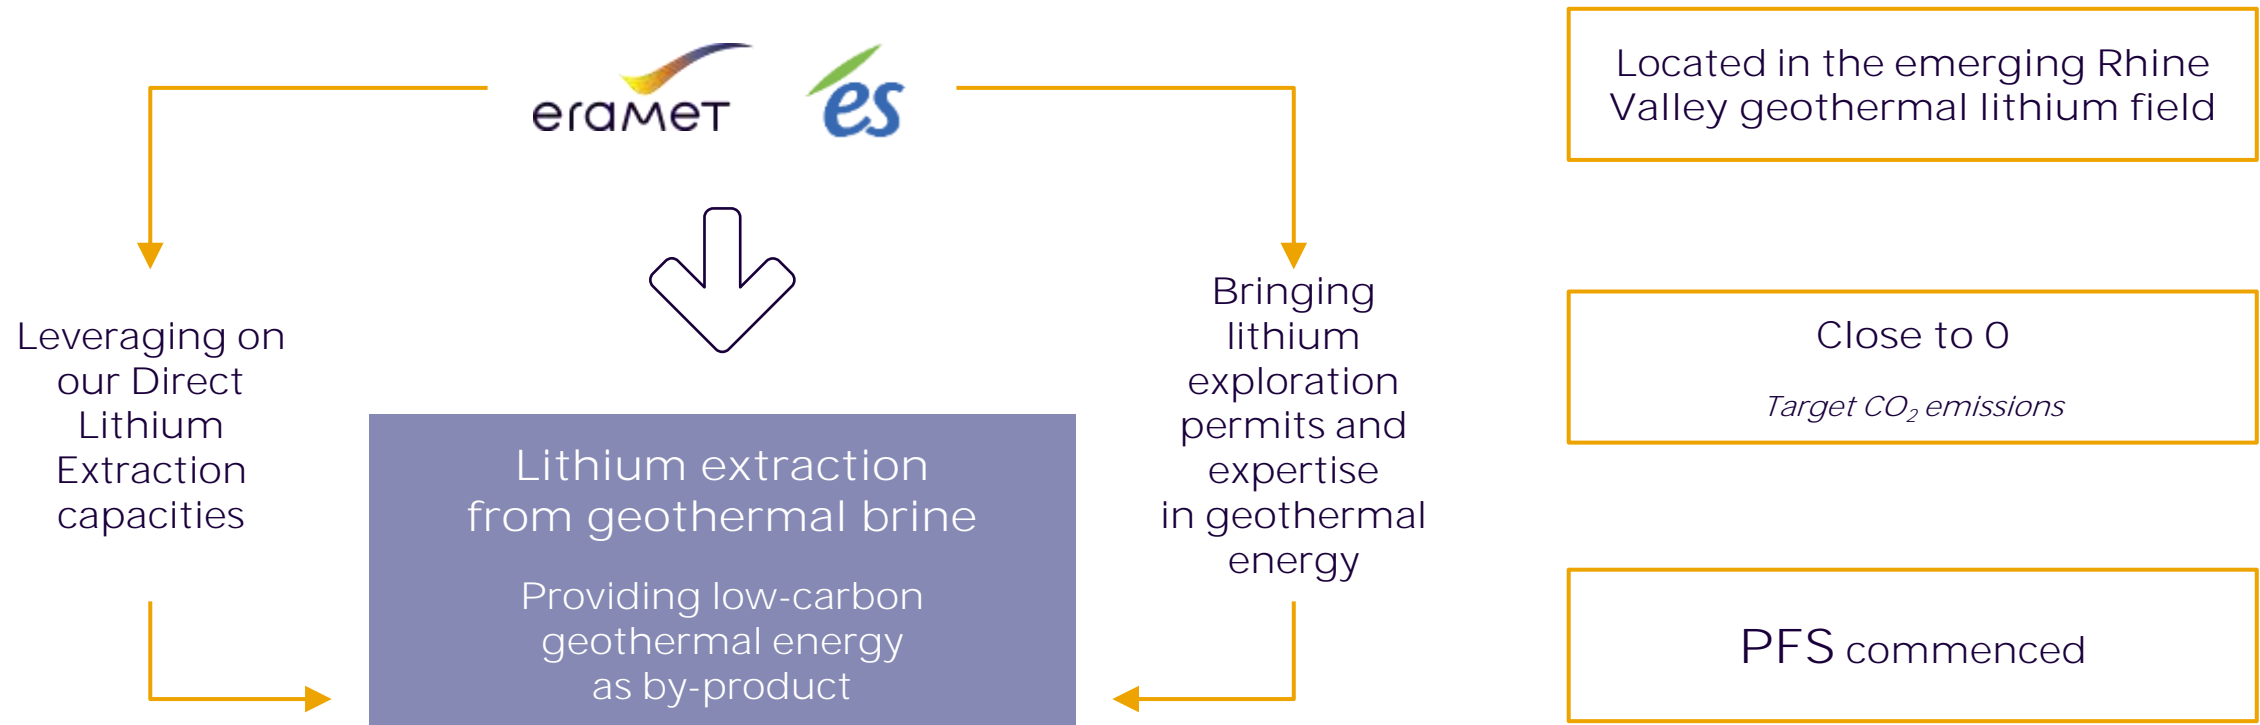 eramet
és
Leveraging on
our Direct
Lithium
Extraction
capacities
Lithium extraction
from geothermal brine
Providing low-carbon
geothermal energy
as by-product
Bringing
lithium
exploration
permits and
expertise
in geothermal
energy
Located in the emerging Rhine
Valley geothermal lithium field
Close to 0
Target CO₂ emissions
PFS commenced